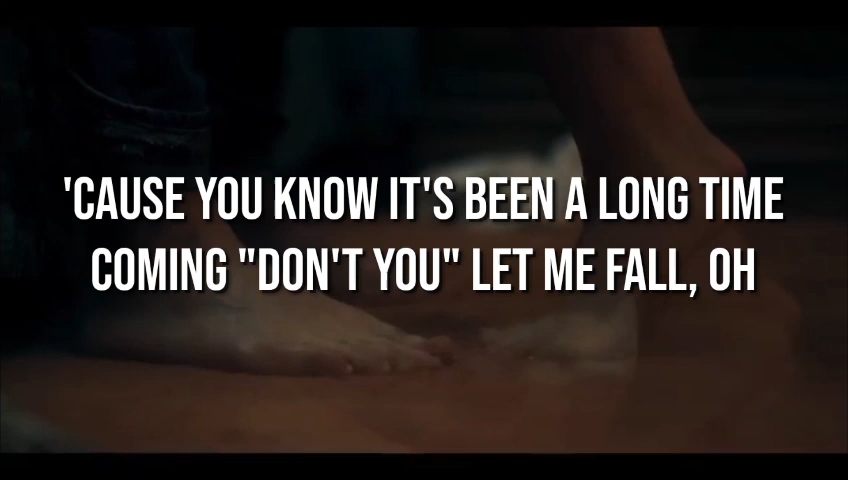 'CAUSE YOU KNOW IT'S BEEN A LONG TIME
COMING "DON'T YOU" LET ME FALL, OH